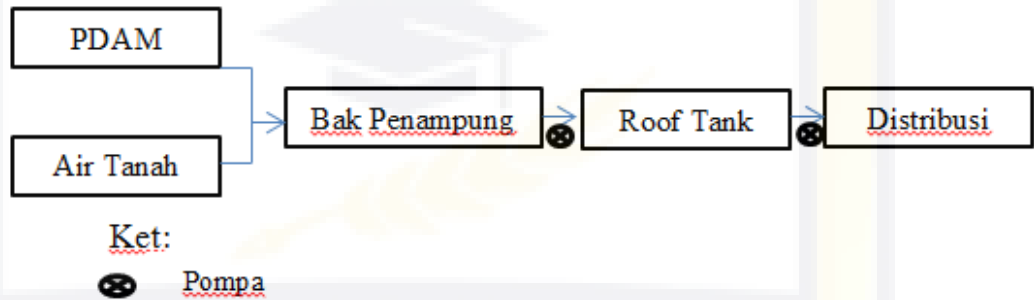 PDAM
Air Tanah
Bak Penampung
Roof Tank
Distribusi
Ket:
Pompa